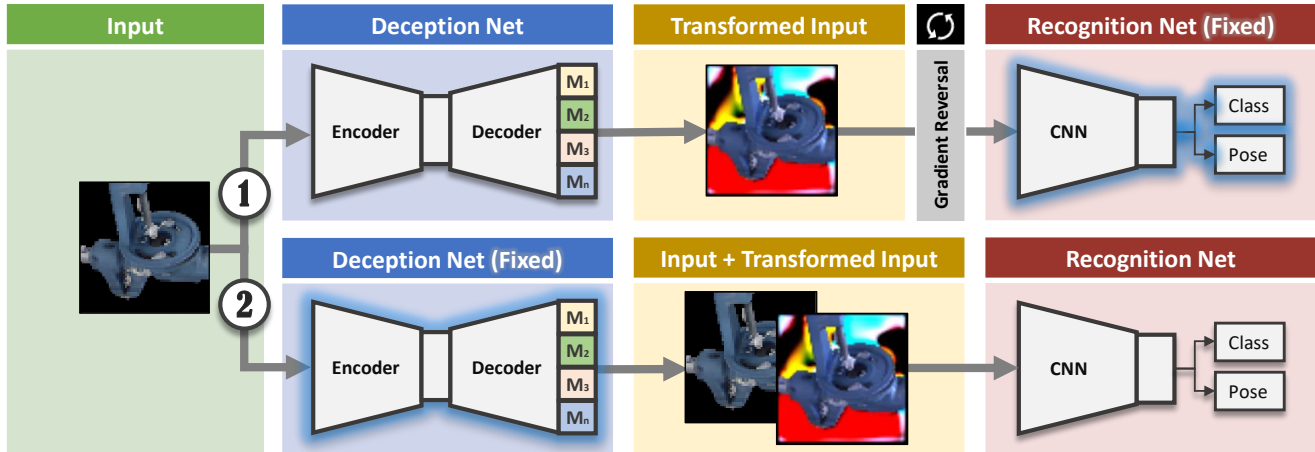 Input
Deception Net
Transformed Input
Recognition Net (Fixed)
1
Encoder
Decoder
M1
M2
M3
Mn
Gradient Reversal
CNN
Class
Pose
2
Deception Net (Fixed)
Input + Transformed Input
Recognition Net
Encoder
Decoder
M1
M2
M3
Mn
CNN
Class
Pose